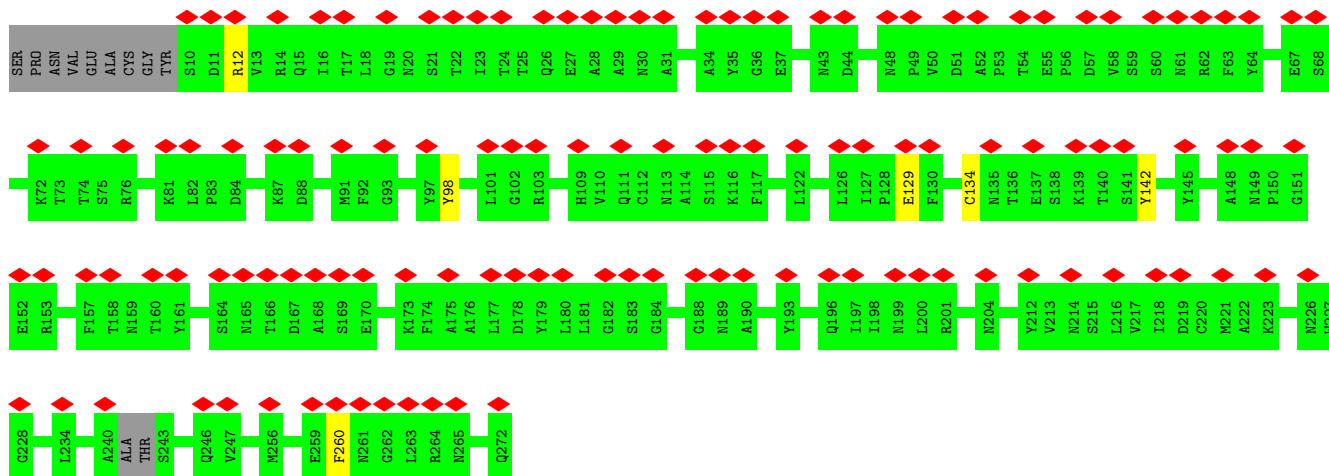 SER PRO ASN VAL GLU ALA CYS GLY TYR S10 D11 R12 V13 R14 Q15 I16 T17 L18 G19 N20 S21 T22 I23 T24 T25 Q26 E27 A28 A29 N30 A31 A34 Y35 G36 E37 N43 D44 N48 P49 V50 D51 A52 P53 T54 E55 P56 D57 V58 S59 S60 N61 R62 F63 Y64 E67 S68
K72 T73 T74 S75 R76 K81 L82 P83 D84 K87 D88 M91 F92 G93 Y97 Y98 L101 G102 R103 H109 V110 Q111 C112 N113 A114 S115 K116 F117 L122 L126 I127 P128 E129 F130 C134 N135 T136 E137 S138 K139 T140 S141 Y142 Y145 A148 N149 P150 G151
E152 R153 F157 T158 N159 T160 Y161 S164 N165 T166 D167 A168 S169 E170 K173 F174 A175 A176 L177 D178 Y179 L180 L181 G182 S183 G184 G188 N189 A190 Y193 Q196 I197 I198 N199 L200 R201 N204 Y212 V213 N214 S215 L216 V217 I218 D219 C220 M221 A222 K223 N226
G228 L234 A240 ALA THR S243 Q246 V247 M256 E259 F260 N261 G262 L263 R264 N265 Q272